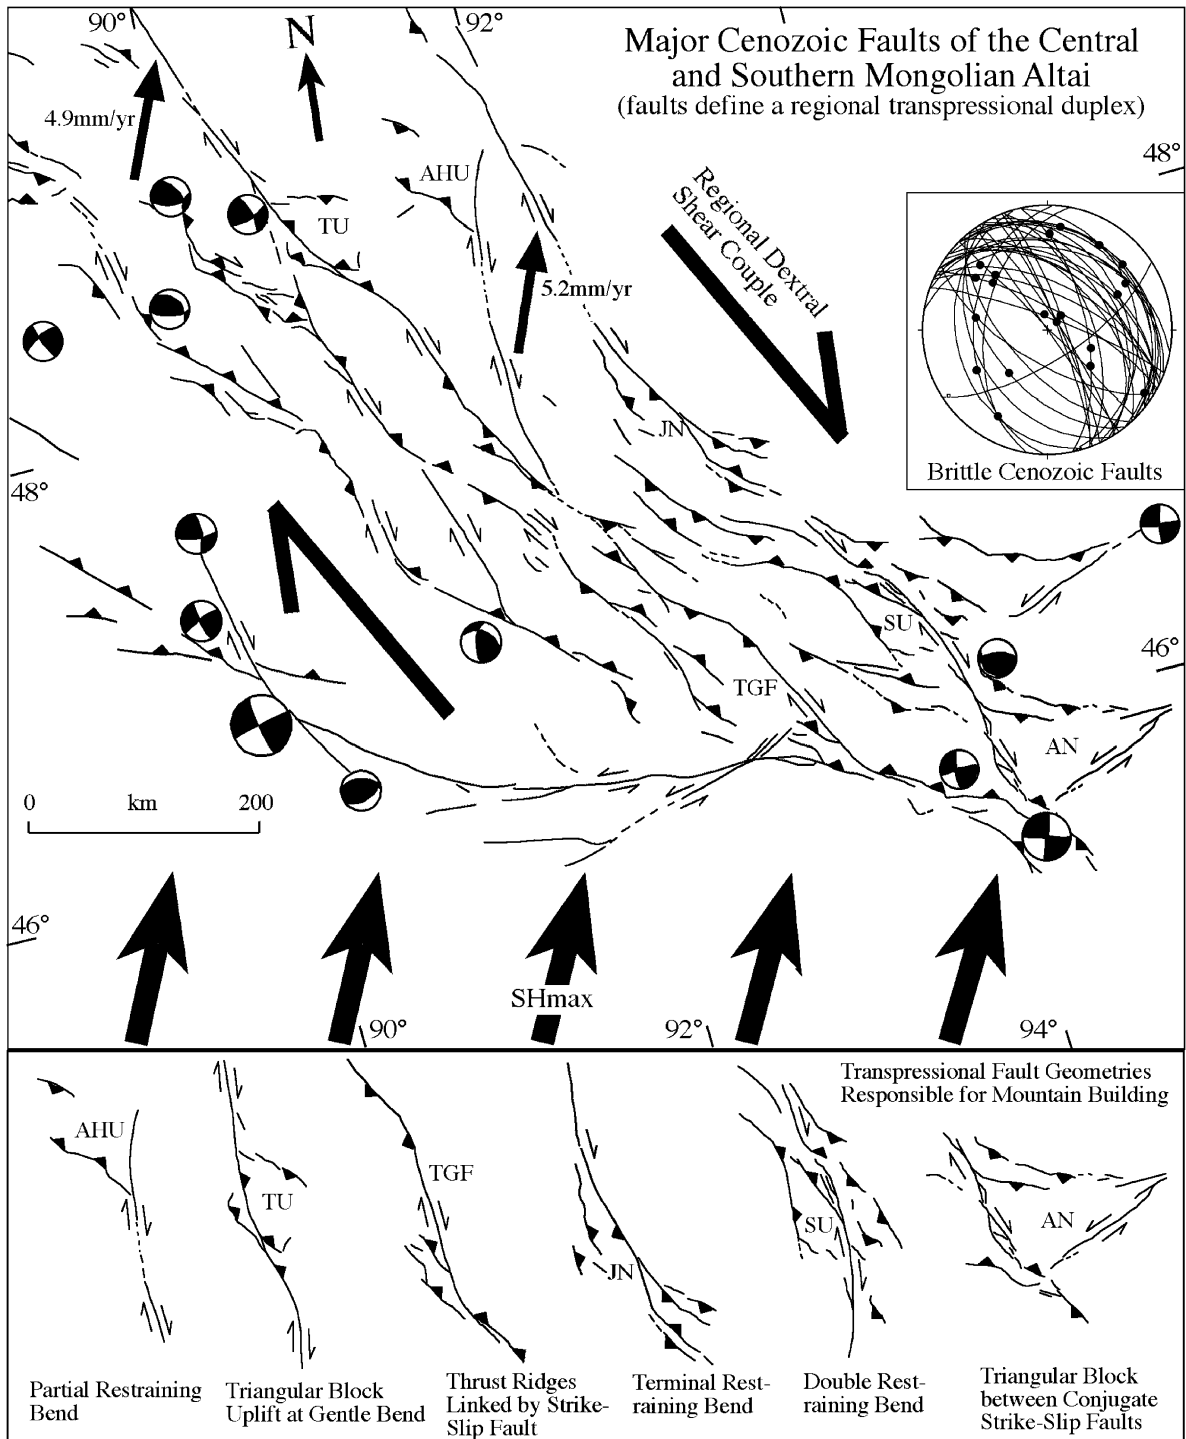 90°
92°
N
Major Cenozoic Faults of the Central
and Southern Mongolian Altai
(faults define a regional transpressional duplex)
4.9mm/yr
48°
AHU
TU
Regional Dextral
Shear Couple
5.2mm/yr
JN
Brittle Cenozoic Faults
48°
SU
46°
TGF
AN
0 km 200
46°
SHmax
90°
92°
94°
Transpressional Fault Geometries
Responsible for Mountain Building
AHU
TU
TGF
JN
SU
AN
Partial Restraining
Bend
Triangular Block
Uplift at Gentle Bend
Thrust Ridges
Linked by Strike-
Slip Fault
Terminal Rest-
raining Bend
Double Rest-
raining Bend
Triangular Block
between Conjugate
Strike-Slip Faults